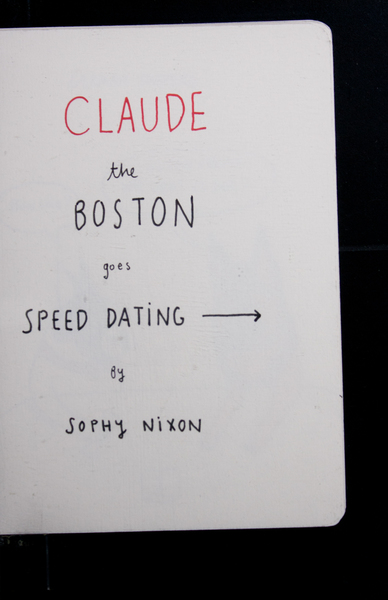 CLAUDE
the
BOSTON
goes
SPEED DATING →
by
SOPHY NIXON